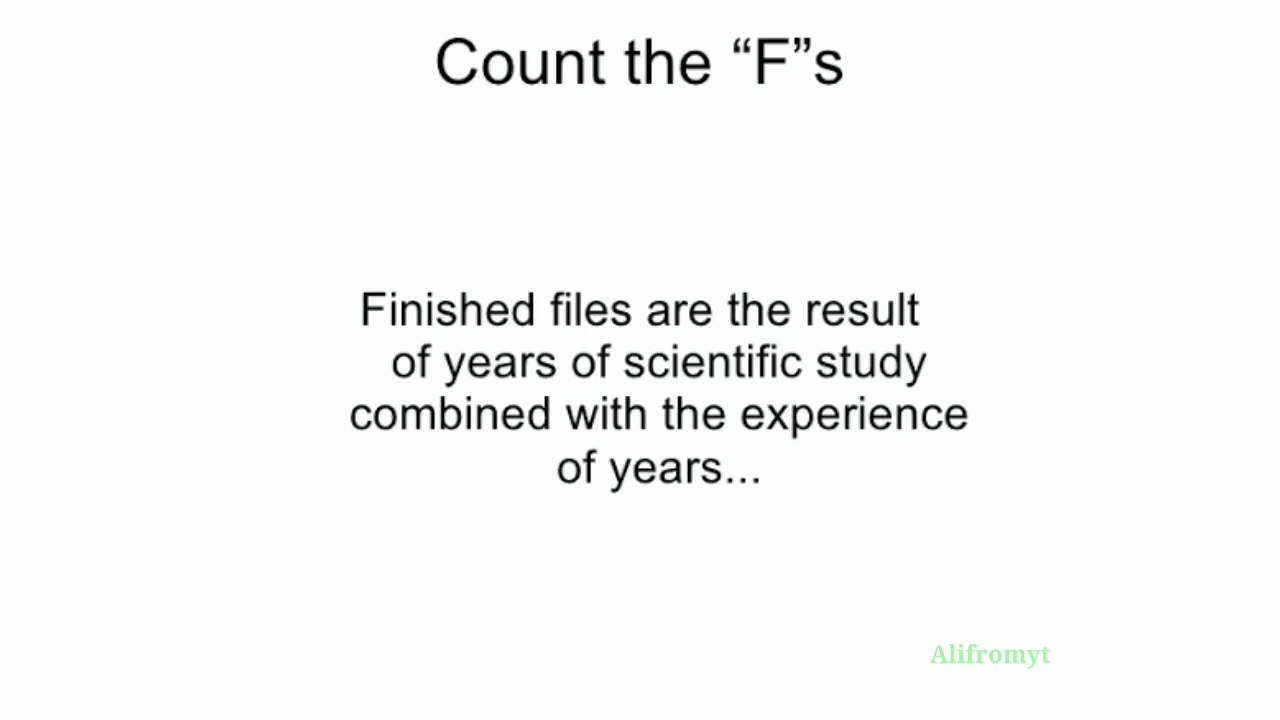 Count the “F”s
Finished files are the result
of years of scientific study
combined with the experience
of years...
Alifromyt